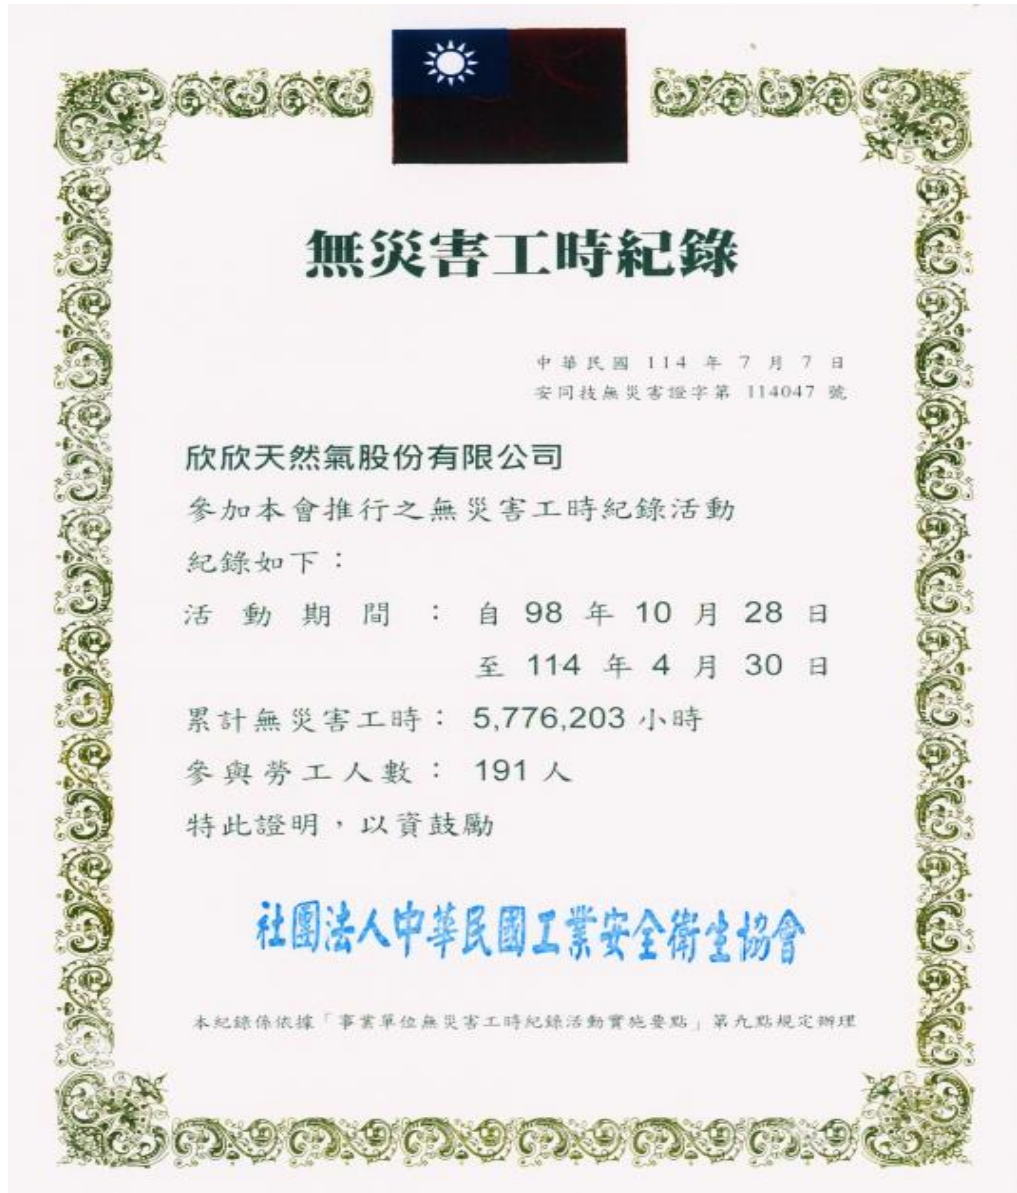 無災害工時紀錄
中華民國 114 年 7 月 7 日
安同技無災害證字第 114047 號
欣欣天然氣股份有限公司
參加本會推行之無災害工時紀錄活動
紀錄如下：
活動期間：自 98 年 10 月 28 日
至 114 年 4 月 30 日
累計無災害工時：5,776,203 小時
參與勞工人數：191 人
特此證明，以資鼓勵
社團法人中華民國工業安全衛生協會
本紀錄係依據「事業單位無災害工時紀錄活動實施要點」第九點規定辦理